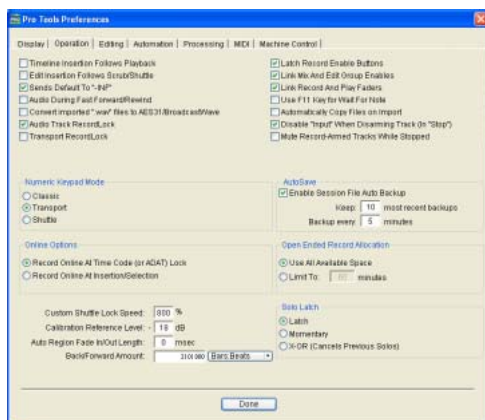 Pro Tools Preferences
Display | Operation | Editing | Automation | Processing | MIDI | Machine Control |
Timeline Insertion Follows Playback
Edit Insertion Follows Scrub/Shuttle
Sends Default To "-INF"
Audio During Fast Forward/Rewind
Convert imported ".wav" files to AES31/BroadcastWave
Audio Track RecordLock
Transport RecordLock
Latch Record Enable Buttons
Link Mix And Edit Group Enables
Link Record And Play Faders
Use F11 Key for Wait For Note
Automatically Copy Files on Import
Disable "Input" When Disarming Track (In "Stop")
Mute Record-Armed Tracks While Stopped
Numeric Keypad Mode
Classic
Transport
Shuttle
AutoSave
Enable Session File Auto Backup
Keep: 10 most recent backups
Backup every 5 minutes
Online Options
Record Online At Time Code (or ADAT) Lock
Record Online At Insertion/Selection
Open Ended Record Allocation
Use All Available Space
Limit To: minutes
Custom Shuttle Lock Speed: 800 %
Calibration Reference Level: - 18 dB
Auto Region Fade In/Out Length: 0 msec
Back/Forward Amount: Bars:Beats
Solo Latch
Latch
Momentary
X-OR (Cancels Previous Solos)
Done